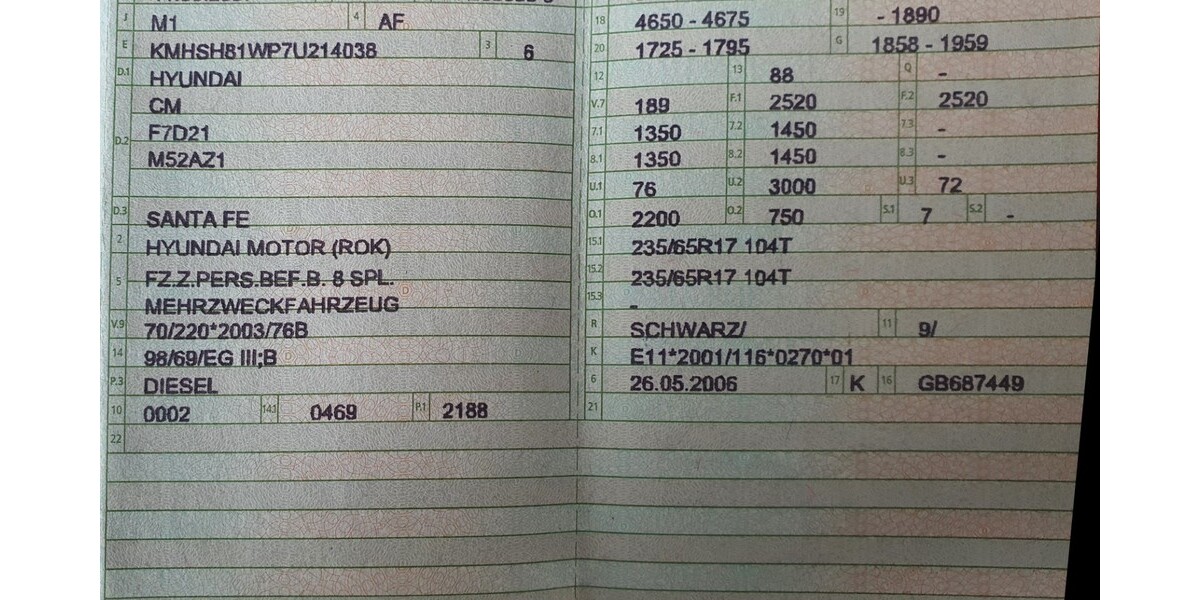 J M1 4 AF
E KMHSH81WP7U214038 3 6
D.1 HYUNDAI
CM
D.2 F7D21
M52AZ1
D.3 SANTA FE
2 HYUNDAI MOTOR (ROK)
5 FZ.Z.PERS.BEF.B. 8 SPL.
MEHRZWECKFAHRZEUG
V.9 70/220*2003/76B
14 98/69/EG III;B
P.3 DIESEL
10 0002 14.1 0469 P.1 2188
22
18 4650 - 4675 19 - 1890
20 1725 - 1795 G 1858 - 1959
12 13 88 Q -
V.7 189 F.1 2520 F.2 2520
7.1 1350 7.2 1450 7.3 -
8.1 1350 8.2 1450 8.3 -
U.1 76 U.2 3000 U.3 72
O.1 2200 O.2 750 S.1 7 S.2 -
15.1 235/65R17 104T
15.2 235/65R17 104T
15.3 -
R SCHWARZ/ 11 9/
K E11*2001/116*0270*01
6 26.05.2006 17 K 16 GB687449
21